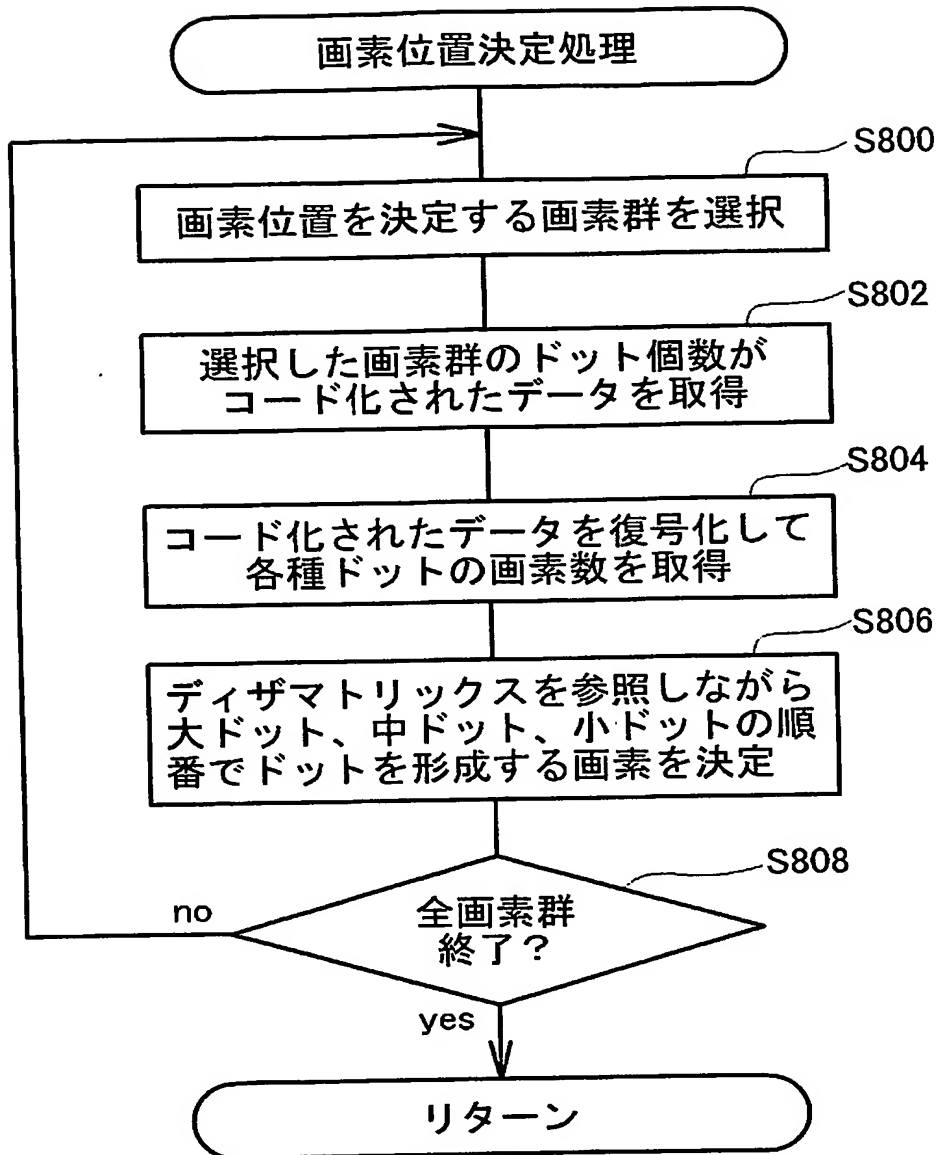 画素位置決定処理
S800
画素位置を決定する画素群を選択
S802
選択した画素群のドット個数が
コード化されたデータを取得
S804
コード化されたデータを復号化して
各種ドットの画素数を取得
S806
ディザマトリックスを参照しながら
大ドット、中ドット、小ドットの順
番でドットを形成する画素を決定
S808
no
全画素群
終了?
yes
リターン